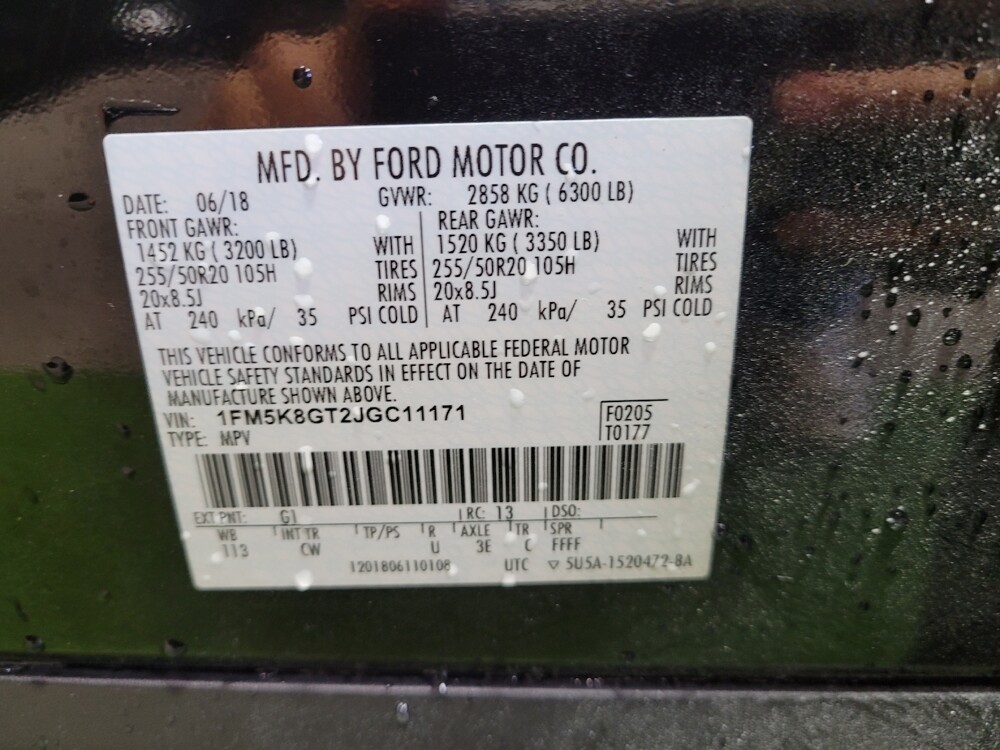 MFD. BY FORD MOTOR CO.
DATE: 06/18 GVWR: 2858 KG ( 6300 LB)
FRONT GAWR: REAR GAWR:
1452 KG ( 3200 LB) WITH 1520 KG ( 3350 LB) WITH
255/50R20 105H TIRES 255/50R20 105H TIRES
20x8.5J RIMS 20x8.5J RIMS
AT 240 kPa/ 35 PSI COLD AT 240 kPa/ 35 PSI COLD
THIS VEHICLE CONFORMS TO ALL APPLICABLE FEDERAL MOTOR
VEHICLE SAFETY STANDARDS IN EFFECT ON THE DATE OF
MANUFACTURE SHOWN ABOVE.
VIN: 1FM5K8GT2JGC11171 F0205
TYPE: MPV T0177
EXT PNT: G1 RC: 13 DSO:
WB INT TR TP/PS R AXLE TR SPR
113 CW U 3E C FFFF
1201806110108 UTC ▽ 5U5A-1520472-BA